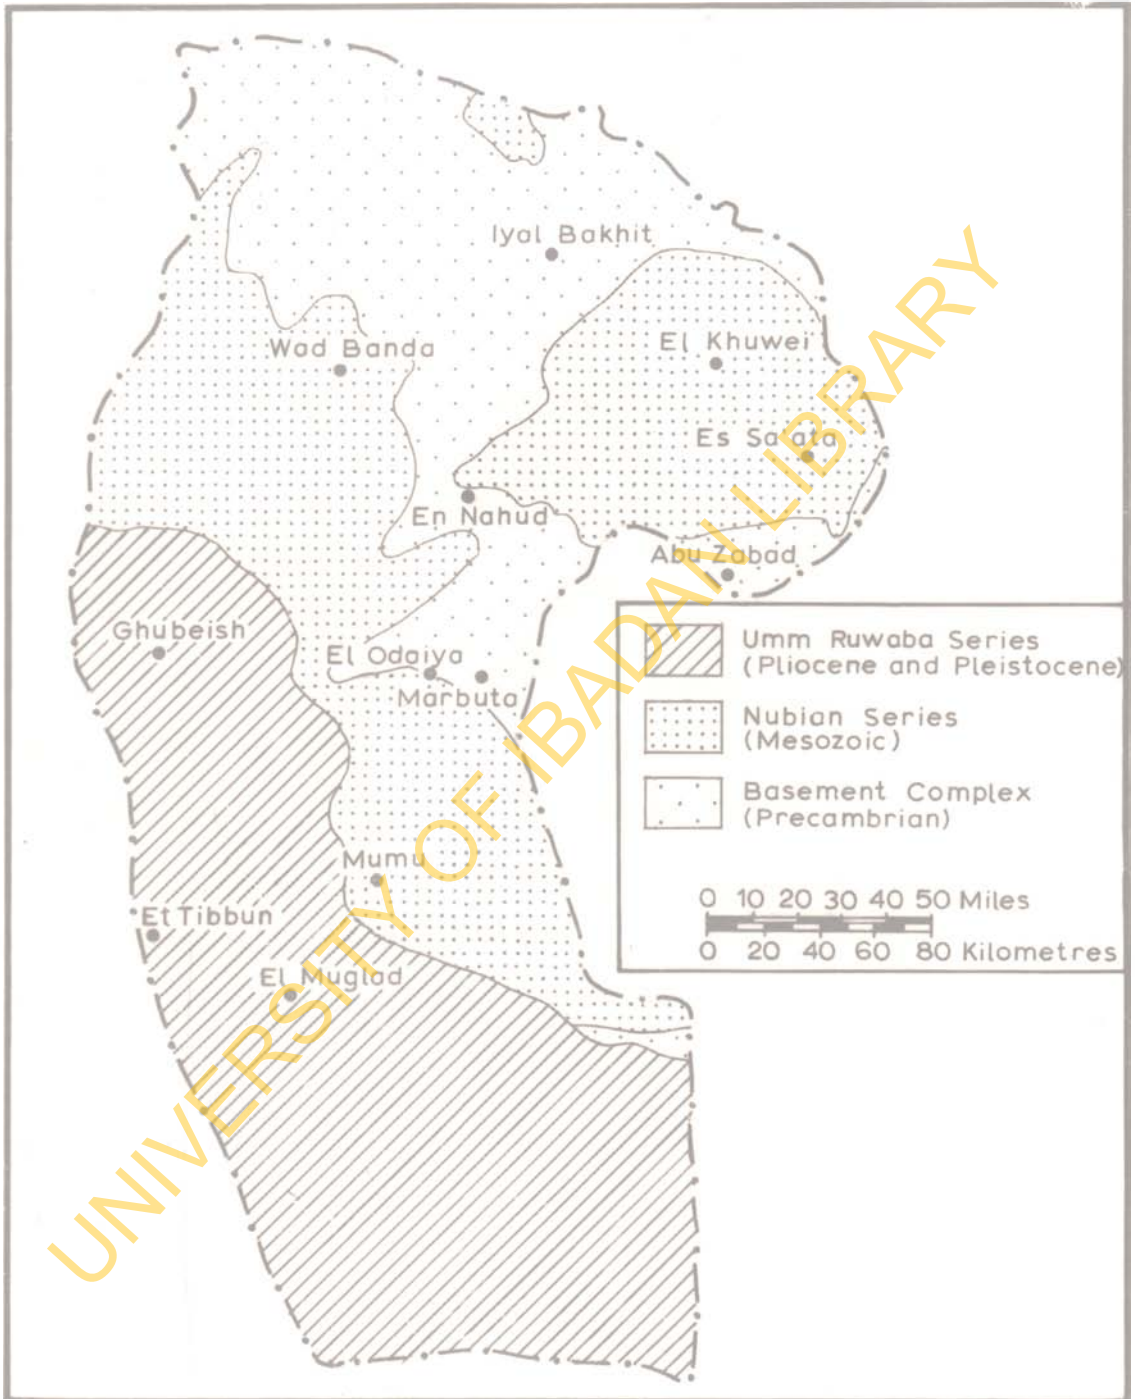 Iyal Bakhit
El Khuwei
Wad Banda
Es Sa'ata
En Nahud
Abu Zabad
Ghubeish
El Odaiya
Marbuta
Mumu
Et Tibbun
El Muglad
Umm Ruwaba Series
(Pliocene and Pleistocene)
Nubian Series
(Mesozoic)
Basement Complex
(Precambrian)
0 10 20 30 40 50 Miles
0 20 40 60 80 Kilometres
UNIVERSITY OF IBADAN LIBRARY